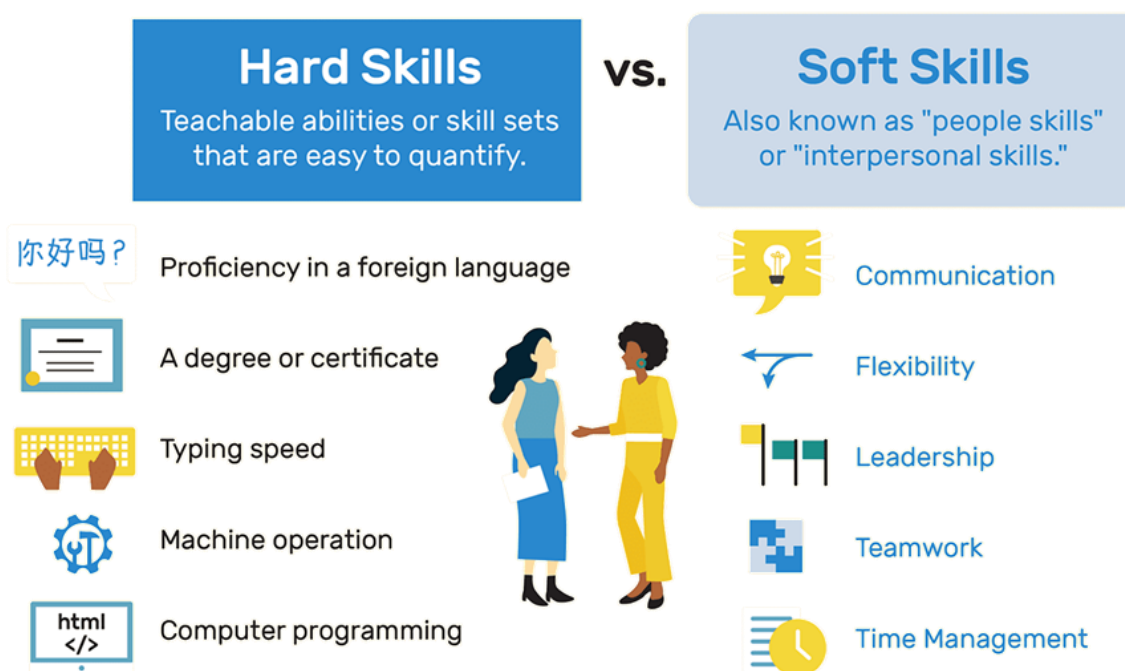 Hard Skills
Teachable abilities or skill sets
that are easy to quantify.
vs.
Soft Skills
Also known as "people skills"
or "interpersonal skills."
你好吗?
Proficiency in a foreign language
A degree or certificate
Typing speed
Machine operation
html
</>
Computer programming
Communication
Flexibility
Leadership
Teamwork
Time Management